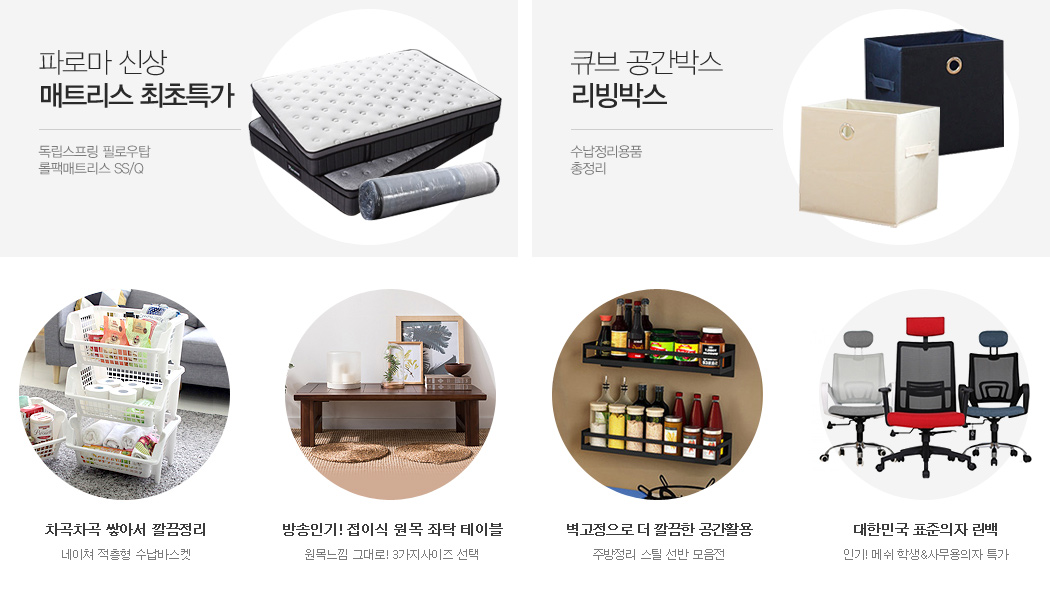 파로마 신상
매트리스 최초특가
독립스프링 필로우탑
롤팩매트리스 SS/Q
큐브 공간박스
리빙박스
수납정리용품
총정리
차곡차곡 쌓아서 깔끔정리
네이쳐 적층형 수납바스켓
방송인기! 접이식 원목 좌탁 테이블
원목느낌 그대로! 3가지사이즈 선택
벽고정으로 더 깔끔한 공간활용
주방정리 스틸 선반 모음전
대한민국 표준의자 린백
인기! 메쉬 학생&사무용의자 특가